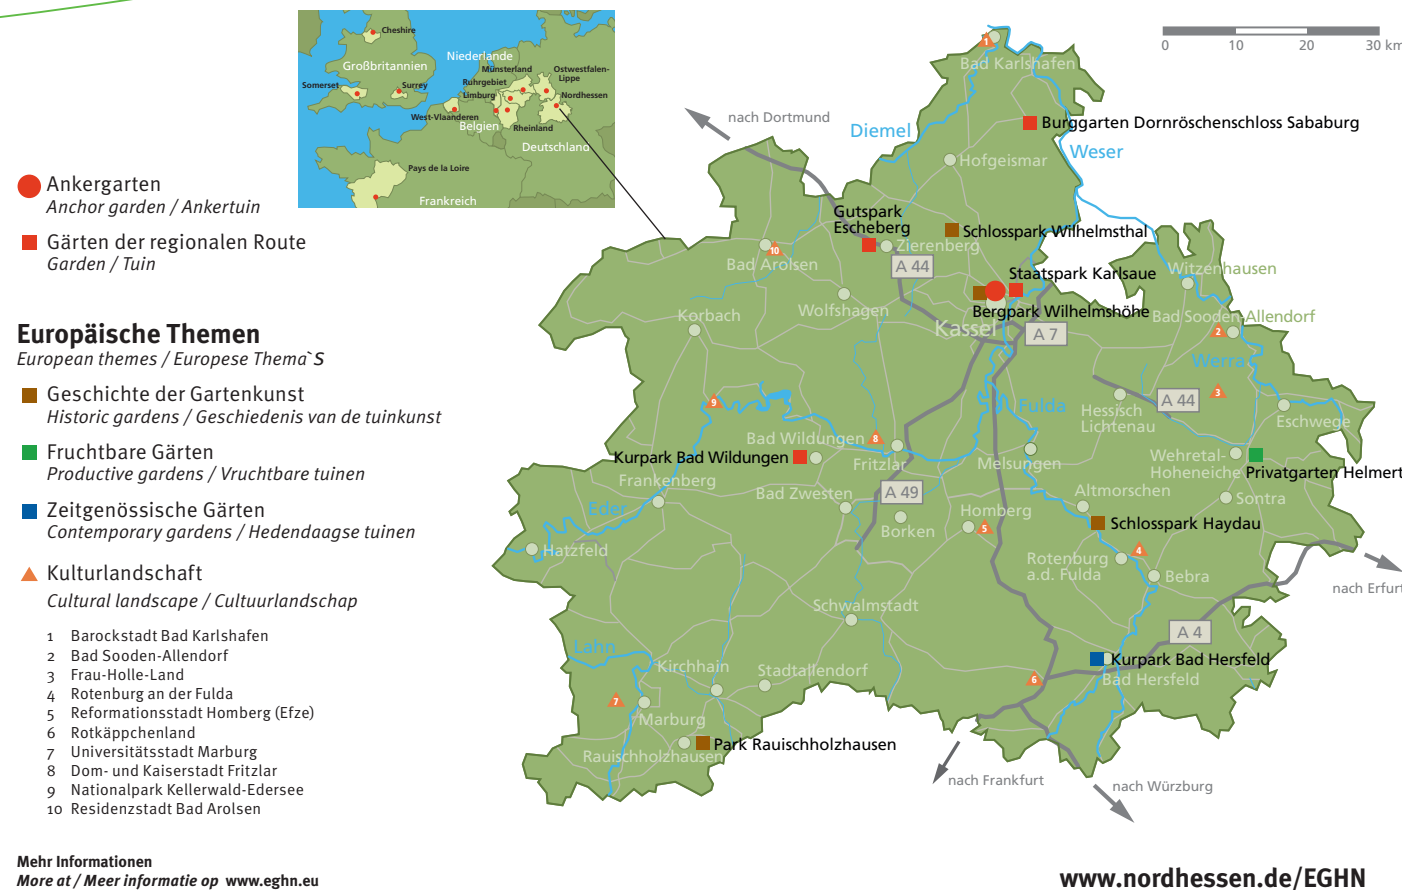 Cheshire
Großbritannien
Niederlande
Münsterland
Ostwestfalen-
Lippe
Somerset
Surrey
Ruhrgebiet
Limburg
Nordhessen
West-Vlaanderen
Belgien
Rheinland
Deutschland
Pays de la Loire
Frankreich
0 10 20 30 km
Ankergarten
Anchor garden / Ankertuin
Gärten der regionalen Route
Garden / Tuin
Europäische Themen
European themes / Europese Thema`s
Geschichte der Gartenkunst
Historic gardens / Geschiedenis van de tuinkunst
Fruchtbare Gärten
Productive gardens / Vruchtbare tuinen
Zeitgenössische Gärten
Contemporary gardens / Hedendaagse tuinen
Kulturlandschaft
Cultural landscape / Cultuurlandschap
1 Barockstadt Bad Karlshafen
2 Bad Sooden-Allendorf
3 Frau-Holle-Land
4 Rotenburg an der Fulda
5 Reformationsstadt Homberg (Efze)
6 Rotkäppchenland
7 Universitätsstadt Marburg
8 Dom- und Kaiserstadt Fritzlar
9 Nationalpark Kellerwald-Edersee
10 Residenzstadt Bad Arolsen
Mehr Informationen
More at / Meer informatie op www.eghn.eu
1
Bad Karlshafen
nach Dortmund
Diemel
Burggarten Dornröschenschloss Sababurg
Weser
Hofgeismar
Gutspark
Escheberg
Schlosspark Wilhelmsthal
10
Zierenberg
Bad Arolsen
A 44
Staatspark Karlsaue
Witzenhausen
Wolfshagen
Bergpark Wilhelmshöhe
Korbach
Kassel
A 7
Bad Sooden-Allendorf
2
Werra
9
Fulda
A 44
3
Hessisch
Lichtenau
Eschwege
Bad Wildungen
8
Kurpark Bad Wildungen
Fritzlar
Melsungen
Wehretal-
Hoheneiche
Privatgarten Helmert
Frankenberg
Bad Zwesten
A 49
Altmorschen
Sontra
Eder
Homberg
5
Borken
Schlosspark Haydau
Hatzfeld
4
Rotenburg
a.d. Fulda
Bebra
nach Erfurt
Schwalmstadt
A 4
Lahn
Kirchhain
Stadtallendorf
Kurpark Bad Hersfeld
6
Bad Hersfeld
7
Marburg
Park Rauischholzhausen
Rauischholzhausen
nach Frankfurt
nach Würzburg
www.nordhessen.de/EGHN